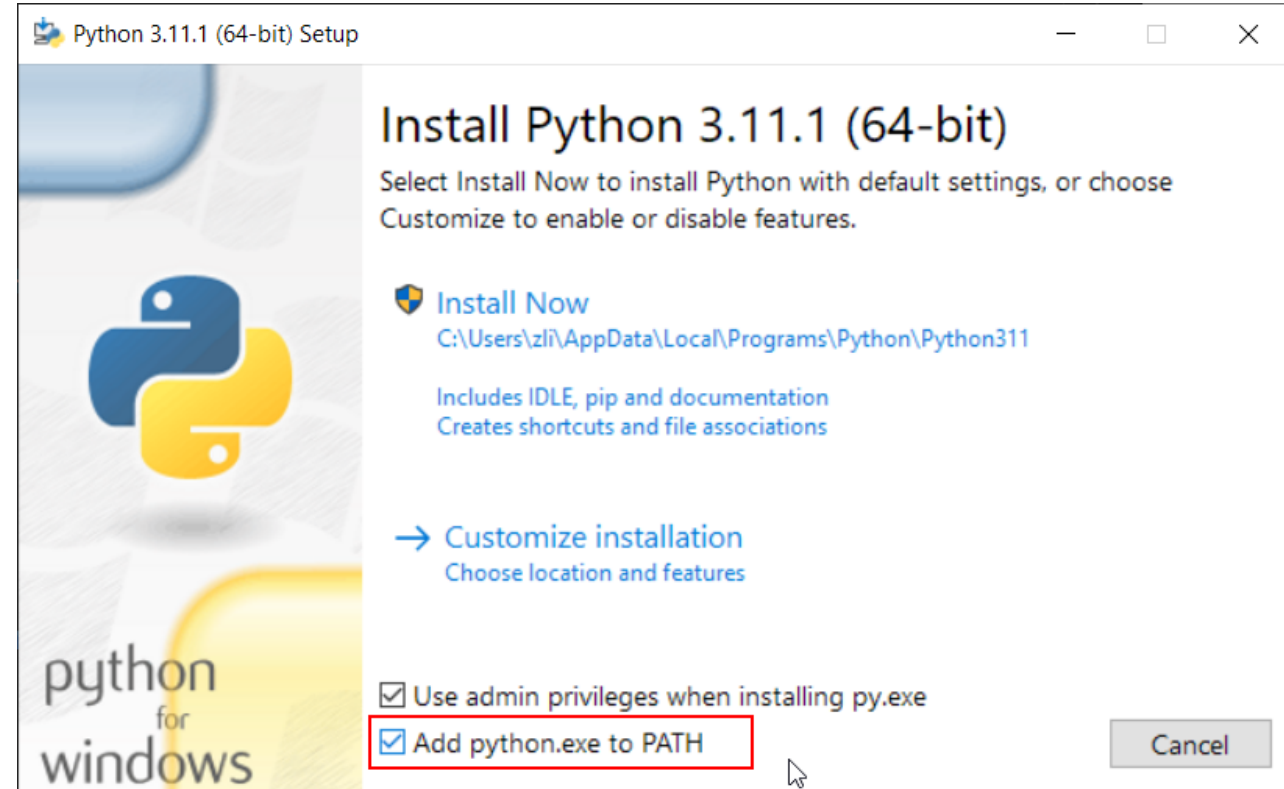 Python 3.11.1 (64-bit) Setup
Install Python 3.11.1 (64-bit)
Select Install Now to install Python with default settings, or choose
Customize to enable or disable features.
Install Now
C:\Users\zli\AppData\Local\Programs\Python\Python311
Includes IDLE, pip and documentation
Creates shortcuts and file associations
Customize installation
Choose location and features
python
for
windows
Use admin privileges when installing py.exe
Add python.exe to PATH
Cancel